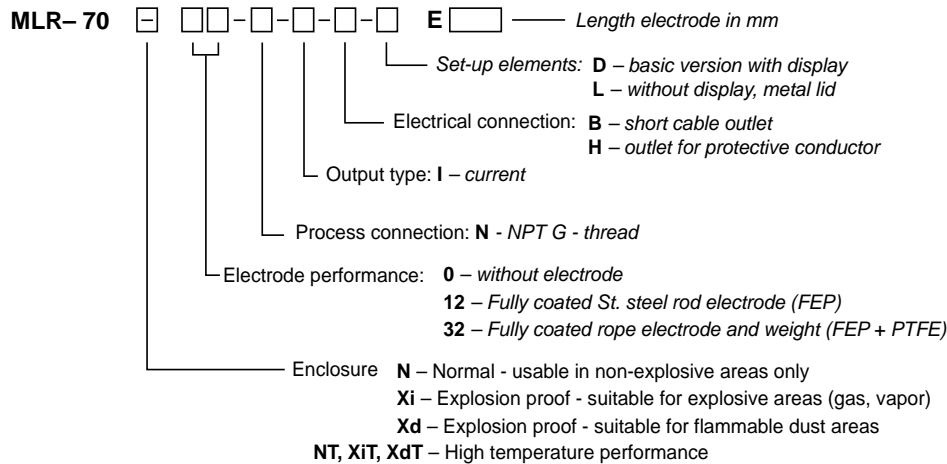 MLR– 70 – – – – – E Length electrode in mm
Set-up elements: D – basic version with display
L – without display, metal lid
Electrical connection: B – short cable outlet
H – outlet for protective conductor
Output type: I – current
Process connection: N - NPT G - thread
Electrode performance: 0 – without electrode
12 – Fully coated St. steel rod electrode (FEP)
32 – Fully coated rope electrode and weight (FEP + PTFE)
Enclosure N – Normal - usable in non-explosive areas only
Xi – Explosion proof - suitable for explosive areas (gas, vapor)
Xd – Explosion proof - suitable for flammable dust areas
NT, XiT, XdT – High temperature performance